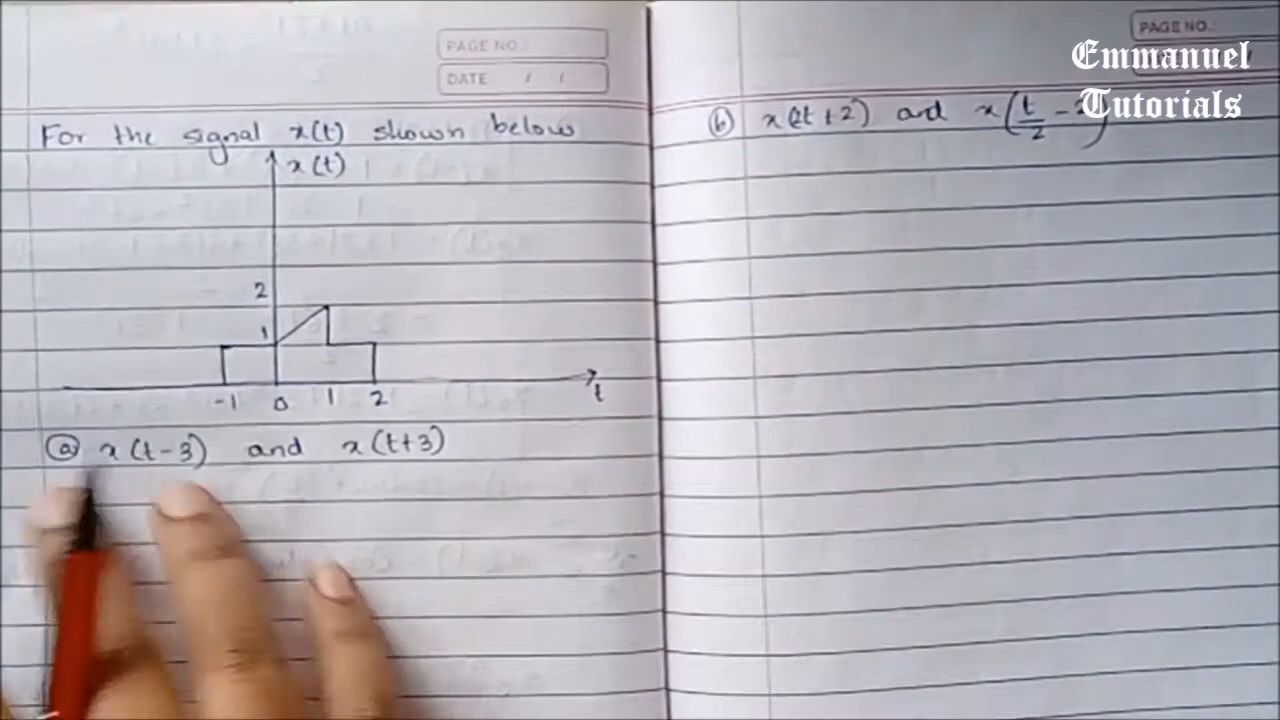 PAGE NO.:
DATE / /
For the signal x(t) shown below
x(t)
2
1
-1 0 1 2
t
(a) x(t-3) and x(t+3)
PAGE NO.:
Emmanuel
Tutorials
(b) x(2t+2) and x(t/2 -